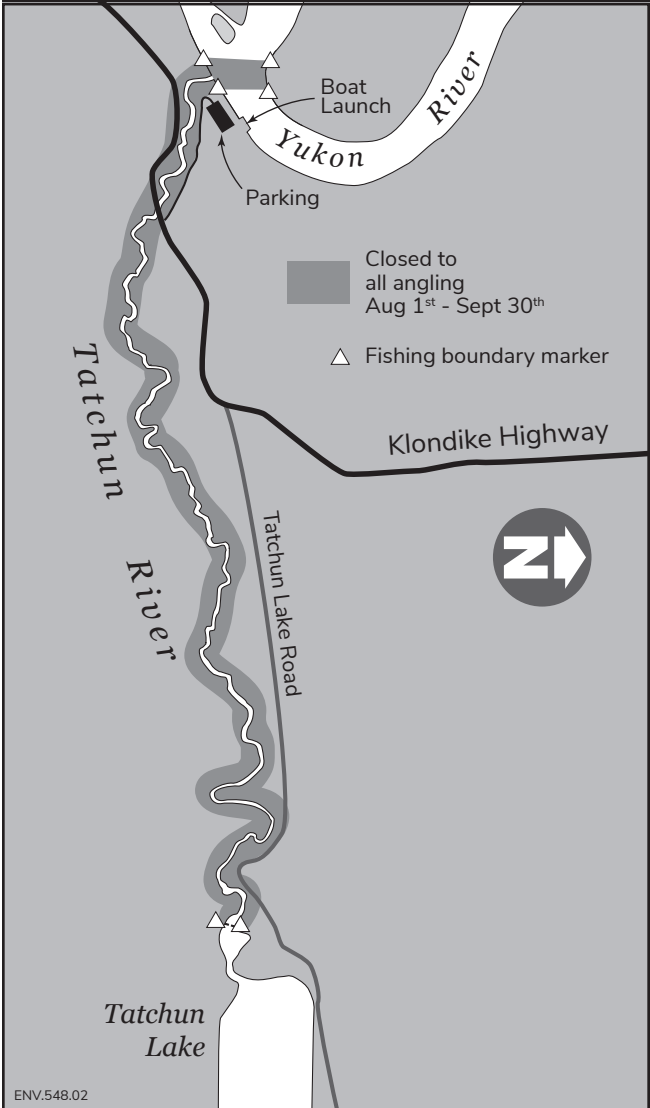 Boat
Launch
Yukon River
Parking
Closed to
all angling
Aug 1st - Sept 30th
Fishing boundary marker
Tatchun River
Klondike Highway
N
Tatchun Lake Road
Tatchun
Lake
ENV.548.02